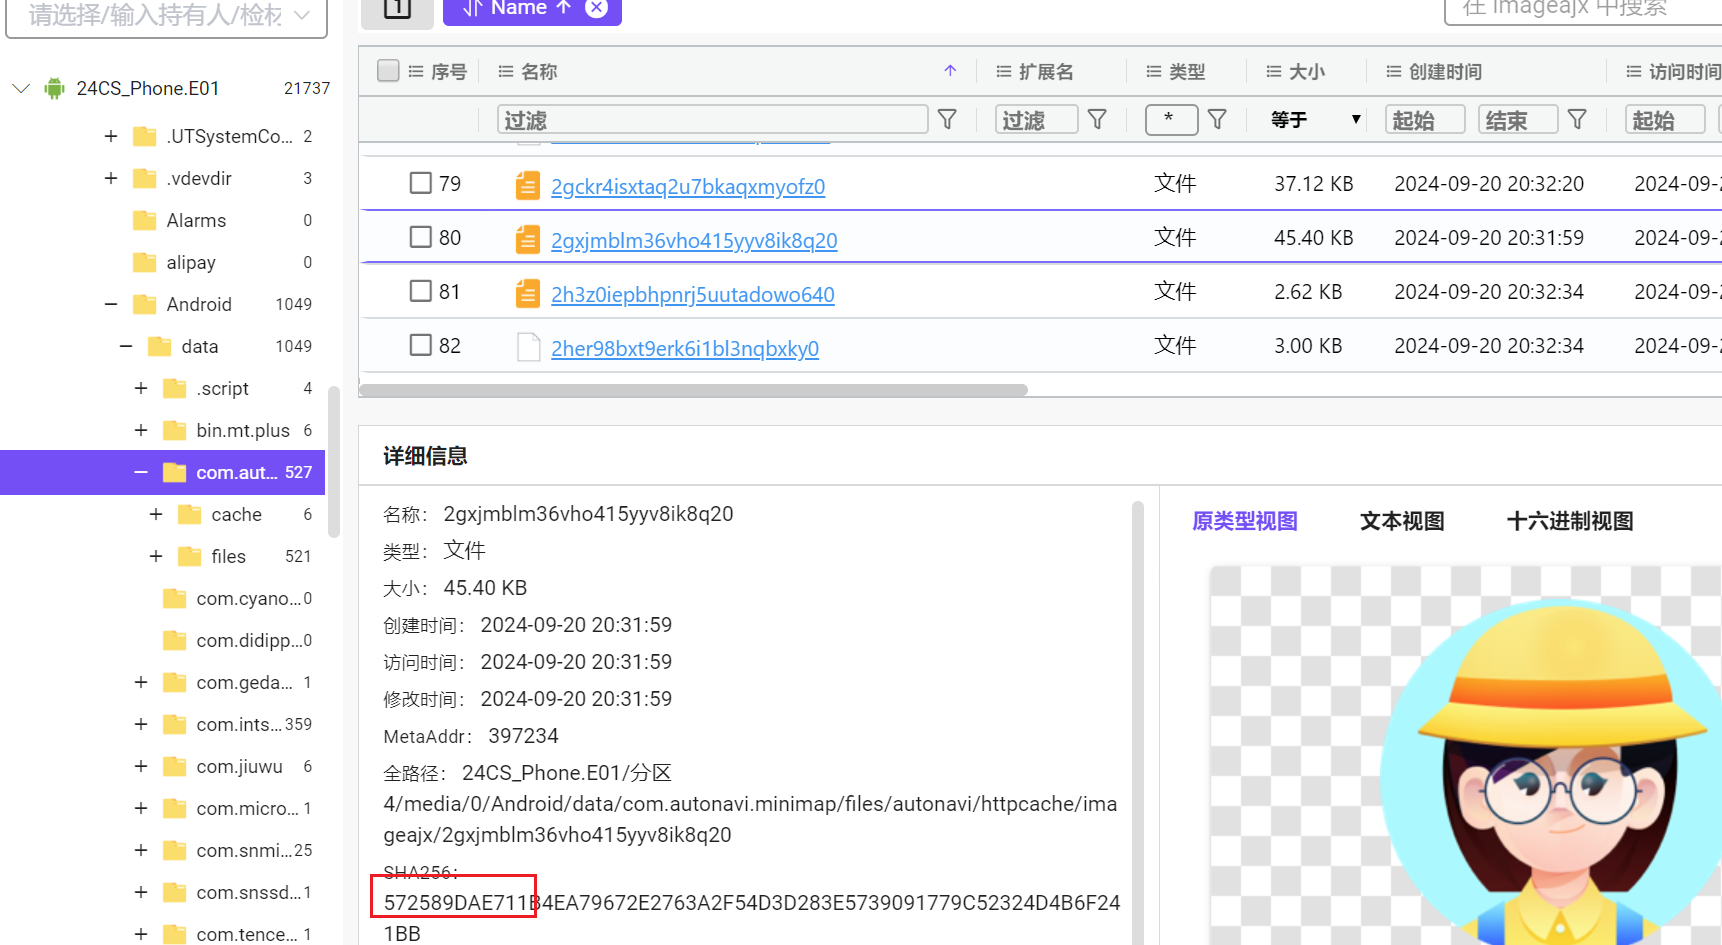 请选择/输入持有人/检材
24CS_Phone.E01 21737
.UTSystemCo... 2
.vdevdir 3
Alarms 0
alipay 0
Android 1049
data 1049
.script 4
bin.mt.plus 6
com.aut... 527
cache 6
files 521
com.cyano... 0
com.didipp... 0
com.geda... 1
com.ints... 359
com.jiuwu 6
com.micro... 1
com.snmi... 25
com.snssd... 1
com.tence... 1
1 Name
在 imageajx 中搜索
序号 名称 扩展名 类型 大小 创建时间 访问时间
过滤 过滤 * 等于 起始 结束 起始
79 2gckr4isxtaq2u7bkaqxmyofz0 文件 37.12 KB 2024-09-20 20:32:20 2024-09-
80 2gxjmblm36vho415yyv8ik8q20 文件 45.40 KB 2024-09-20 20:31:59 2024-09-
81 2h3z0iepbhpnrj5uutadowo640 文件 2.62 KB 2024-09-20 20:32:34 2024-09-
82 2her98bxt9erk6i1bl3nqbxky0 文件 3.00 KB 2024-09-20 20:32:34 2024-09-
详细信息
名称： 2gxjmblm36vho415yyv8ik8q20
类型： 文件
大小： 45.40 KB
创建时间： 2024-09-20 20:31:59
访问时间： 2024-09-20 20:31:59
修改时间： 2024-09-20 20:31:59
MetaAddr： 397234
全路径： 24CS_Phone.E01/分区
4/media/0/Android/data/com.autonavi.minimap/files/autonavi/httpcache/ima
geajx/2gxjmblm36vho415yyv8ik8q20
SHA256：
572589DAE711B4EA79672E2763A2F54D3D283E5739091779C52324D4B6F24
1BB
原类型视图 文本视图 十六进制视图